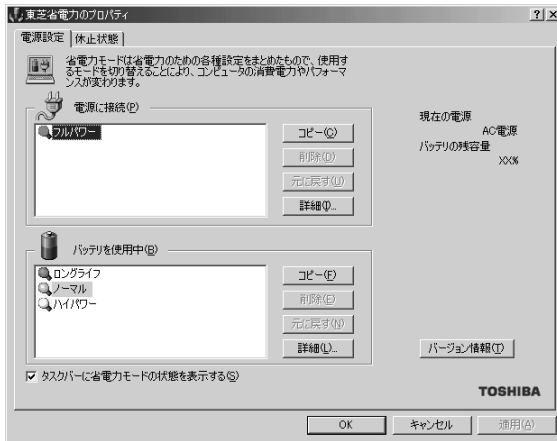 東芝省電力のプロパティ
電源設定
休止状態
省電力モードは省電力のための各種設定をまとめたもので、使用す
るモードを切り替えることにより、コンピュータの消費電力やパフォーマ
ンスが変わります。
電源に接続(P)
フルパワー
コピー(C)
削除(D)
元に戻す(U)
詳細(I)...
現在の電源
AC電源
バッテリの残容量
XX%
バッテリを使用中(B)
ロングライフ
ノーマル
ハイパワー
コピー(F)
削除(E)
元に戻す(N)
詳細(L)...
バージョン情報(T)
タスクバーに省電力モードの状態を表示する(S)
TOSHIBA
OK
キャンセル
適用(A)